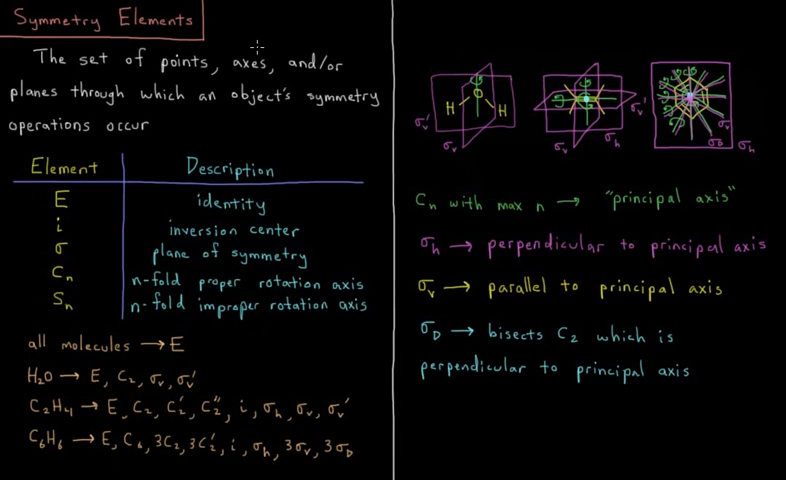 Symmetry Elements
The set of points, axes, and/or
planes through which an object's symmetry
operations occur
Element Description
E identity
i inversion center
σ plane of symmetry
Cn n-fold proper rotation axis
Sn n-fold improper rotation axis
all molecules → E
H2O → E, C2, σv, σv'
C2H4 → E, C2, C2', C2'', i, σh, σv, σv'
C6H6 → E, C6, 3C2, 3C2', i, σh, 3σv, 3σD
H O H
σv' σv
σv' σv σh
σv σD σh
Cn with max n → "principal axis"
σh → perpendicular to principal axis
σv → parallel to principal axis
σD → bisects C2 which is
perpendicular to principal axis